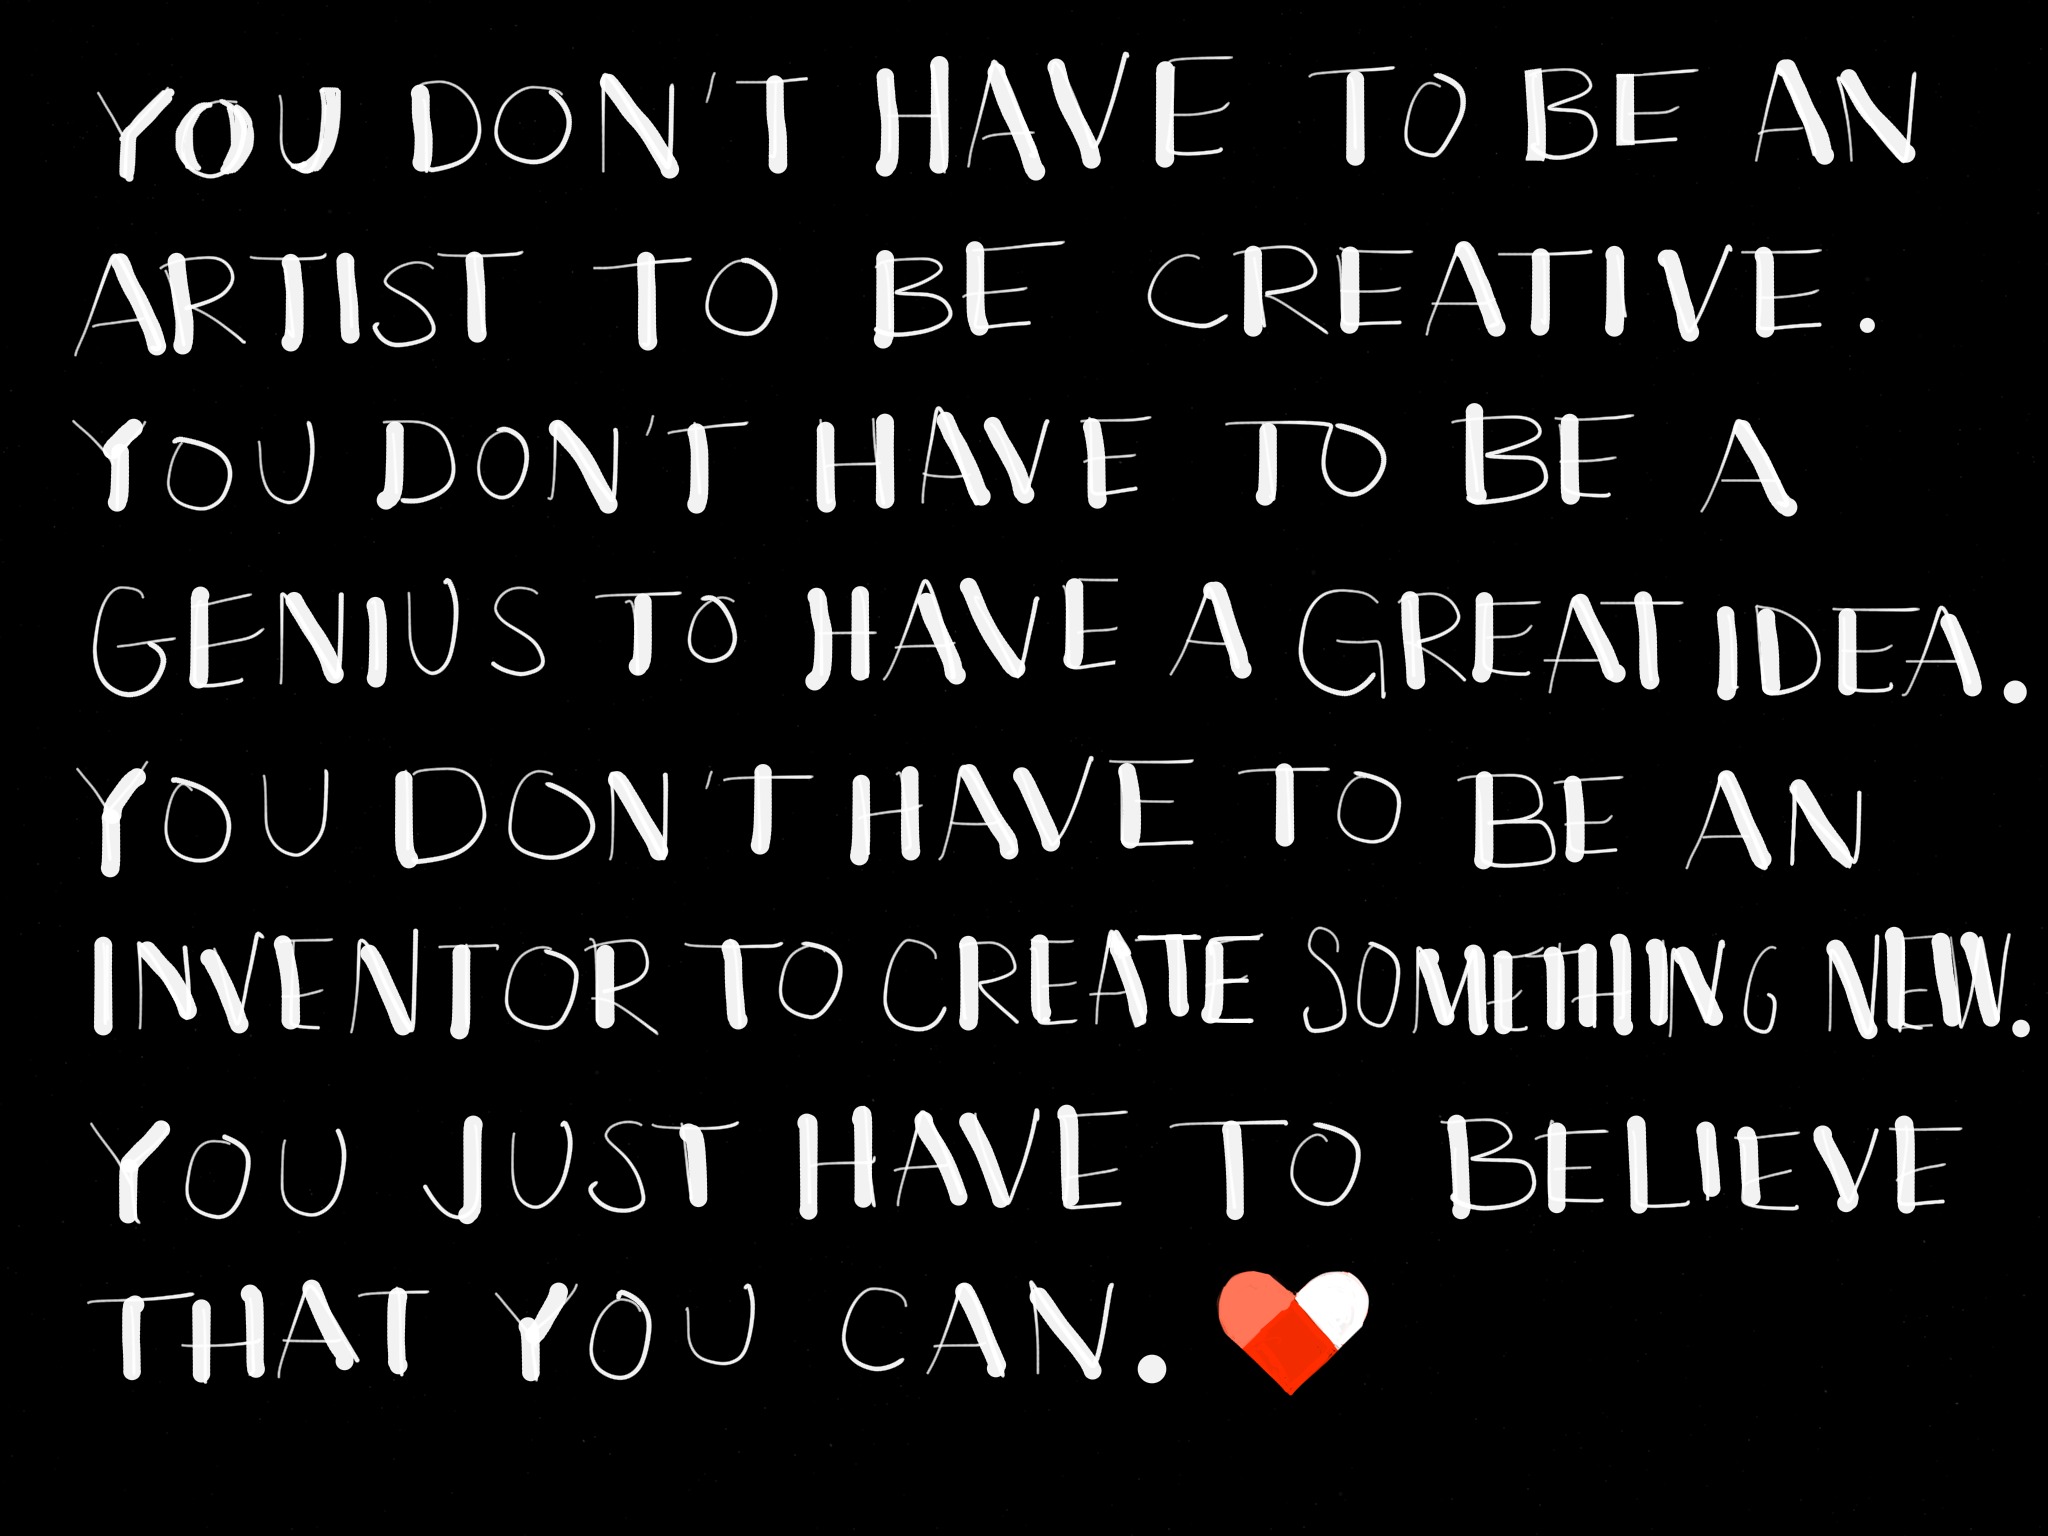 YOU DON'T HAVE TO BE AN
ARTIST TO BE CREATIVE.
YOU DON'T HAVE TO BE A
GENIUS TO HAVE A GREAT IDEA.
YOU DON'T HAVE TO BE AN
INVENTOR TO CREATE SOMETHING NEW.
YOU JUST HAVE TO BELIEVE
THAT YOU CAN.